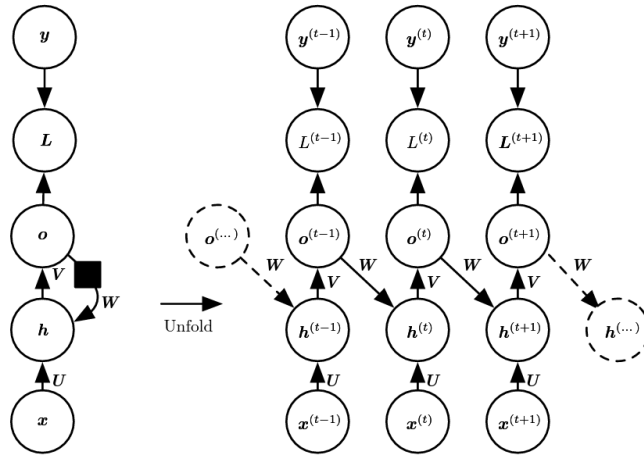 y y^(t−1) y^(t) y^(t+1)
L L^(t−1) L^(t) L^(t+1)
o o^(...) o^(t−1) o^(t) o^(t+1)
V W W W W W
V V V
h Unfold h^(t−1) h^(t) h^(t+1) h^(...)
U U U U
x x^(t−1) x^(t) x^(t+1)